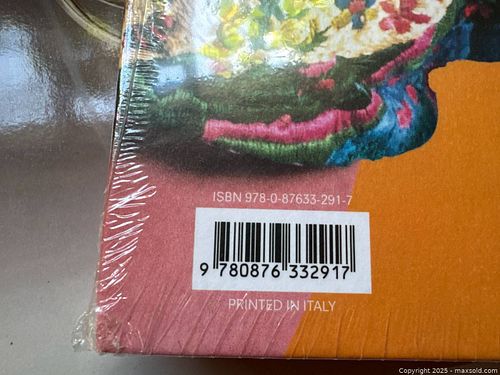 ISBN 978-0-87633-291-7
9 780876 332917
PRINTED IN ITALY
Copyright 2025 - maxsold.com